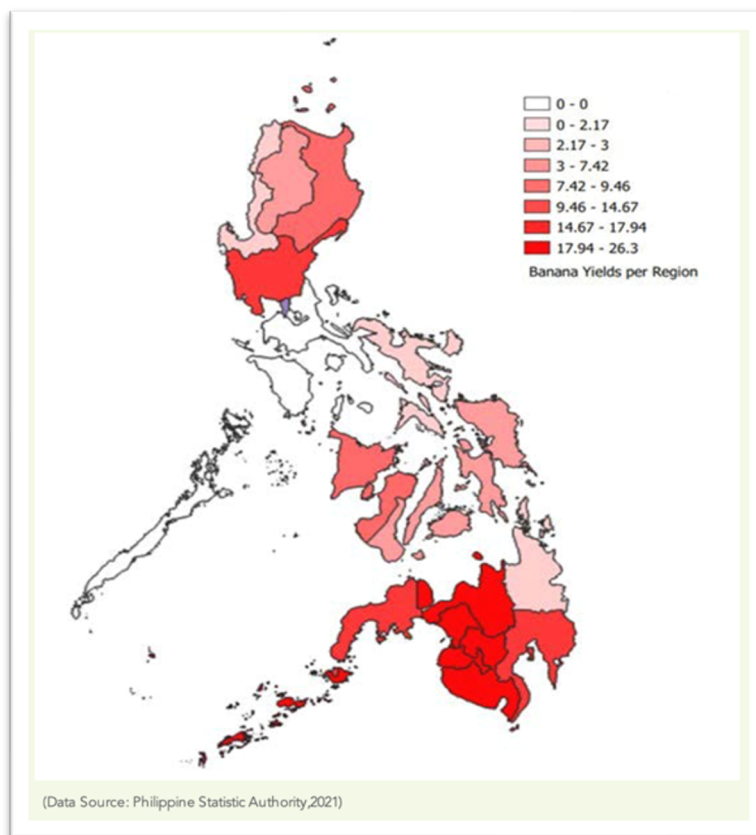 0 - 0
0 - 2.17
2.17 - 3
3 - 7.42
7.42 - 9.46
9.46 - 14.67
14.67 - 17.94
17.94 - 26.3
Banana Yields per Region
(Data Source: Philippine Statistic Authority,2021)